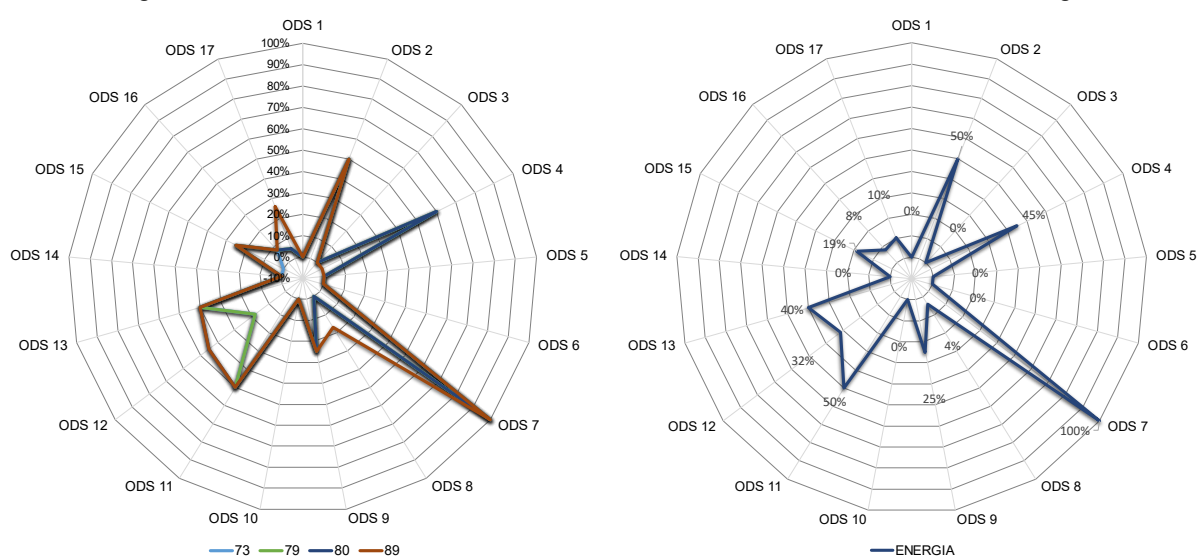 ODS 1
ODS 2
ODS 3
ODS 4
ODS 5
ODS 6
ODS 7
ODS 8
ODS 9
ODS 10
ODS 11
ODS 12
ODS 13
ODS 14
ODS 15
ODS 16
ODS 17
100%
90%
80%
70%
60%
50%
40%
30%
20%
10%
0%
-10%
73 79 80 89
ODS 1
ODS 2
ODS 3
ODS 4
ODS 5
ODS 6
ODS 7
ODS 8
ODS 9
ODS 10
ODS 11
ODS 12
ODS 13
ODS 14
ODS 15
ODS 16
ODS 17
0%
50%
0%
45%
0%
0%
100%
4%
25%
0%
50%
32%
40%
0%
19%
8%
10%
ENERGIA